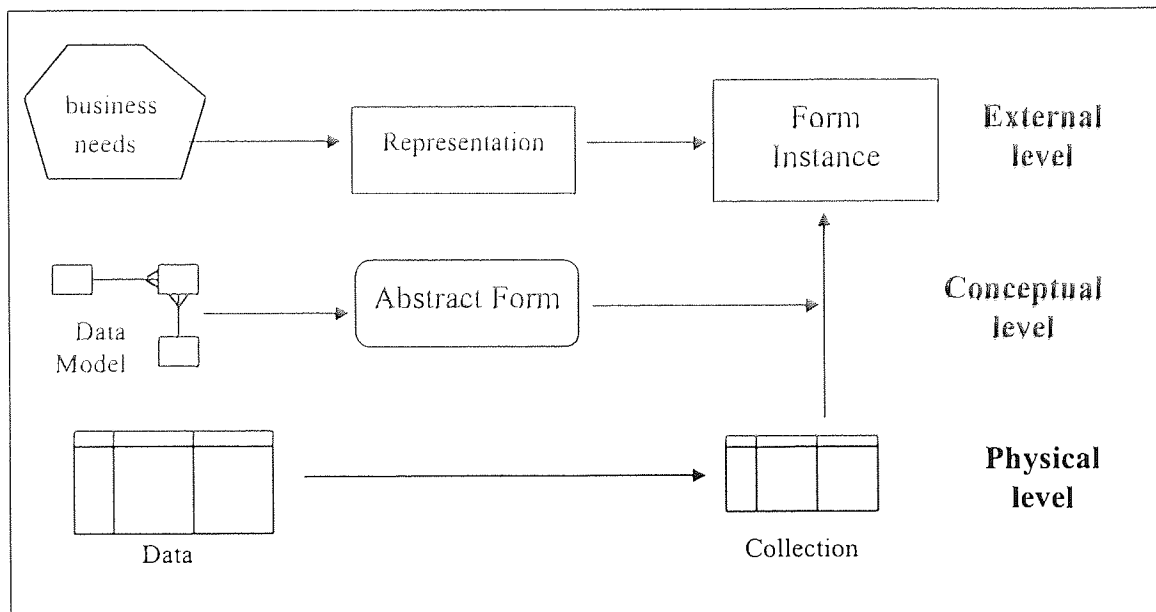 business
needs
Representation
Form
Instance
External
level
Data
Model
Abstract Form
Conceptual
level
Data
Collection
Physical
level